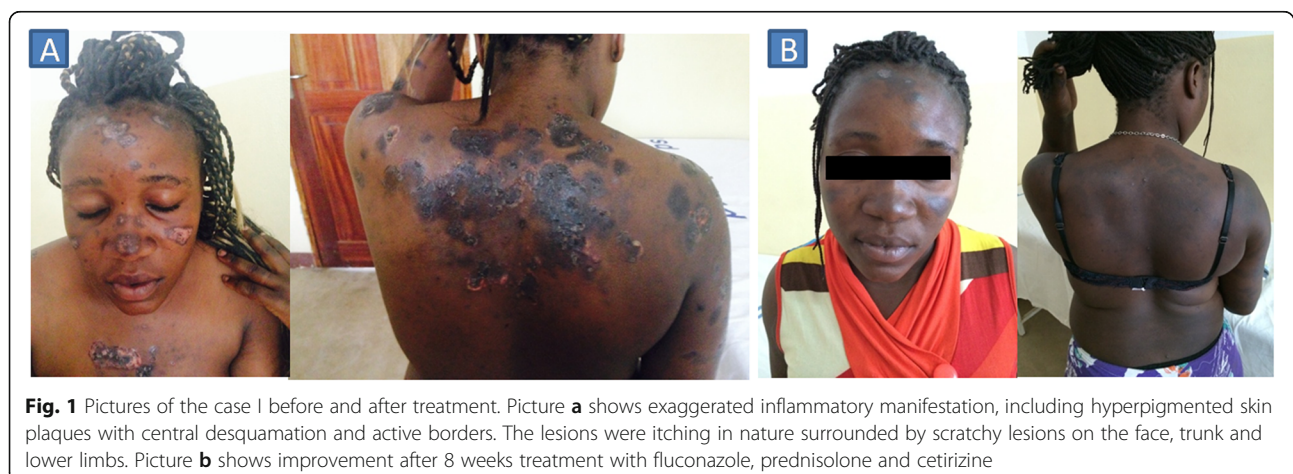 A
B
Fig. 1 Pictures of the case I before and after treatment. Picture a shows exaggerated inflammatory manifestation, including hyperpigmented skin
plaques with central desquamation and active borders. The lesions were itching in nature surrounded by scratchy lesions on the face, trunk and
lower limbs. Picture b shows improvement after 8 weeks treatment with fluconazole, prednisolone and cetirizine